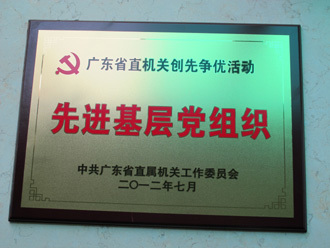 广东省直机关创先争优活动
先进基层党组织
中共广东省直属机关工作委员会
二〇一二年七月